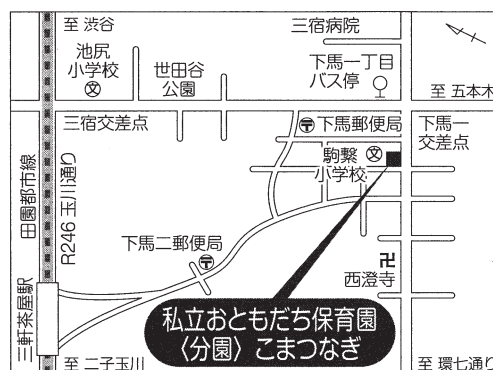 至 渋谷
三宿病院
池尻
小学校
世田谷
公園
下馬一丁目
バス停
至 五本木
三宿交差点
下馬郵便局
下馬一
交差点
駒繋
小学校
田園都市線
R246 玉川通り
下馬二郵便局
西澄寺
三軒茶屋駅
私立おともだち保育園
〈分園〉こまつなぎ
至 二子玉川
至 環七通り